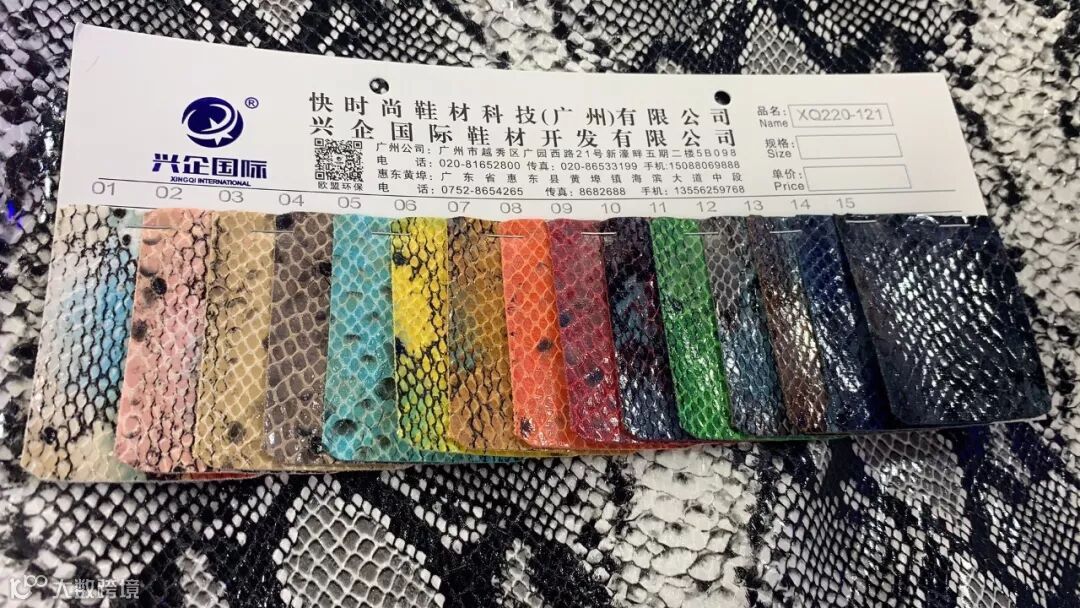 兴企国际®
XINGQI INTERNATIONAL
快时尚鞋材科技(广州)有限公司
兴企国际鞋材开发有限公司
欧盟环保
广州公司:广州市越秀区广园西路21号新濠畔五期二楼5B098
电 话:020-81652800 传真:020-86533199 手机:15088069888
惠东黄埠:广东省惠东县黄埠镇海滨大道中段
电 话:0752-8654265 传真:8682688 手机:13556259768
品名:
Name
XQ220-121
规格:
Size
单价:
Price
01 02 03 04 05 06 07 08 09 10 11 12 13 14 15
大数跨境